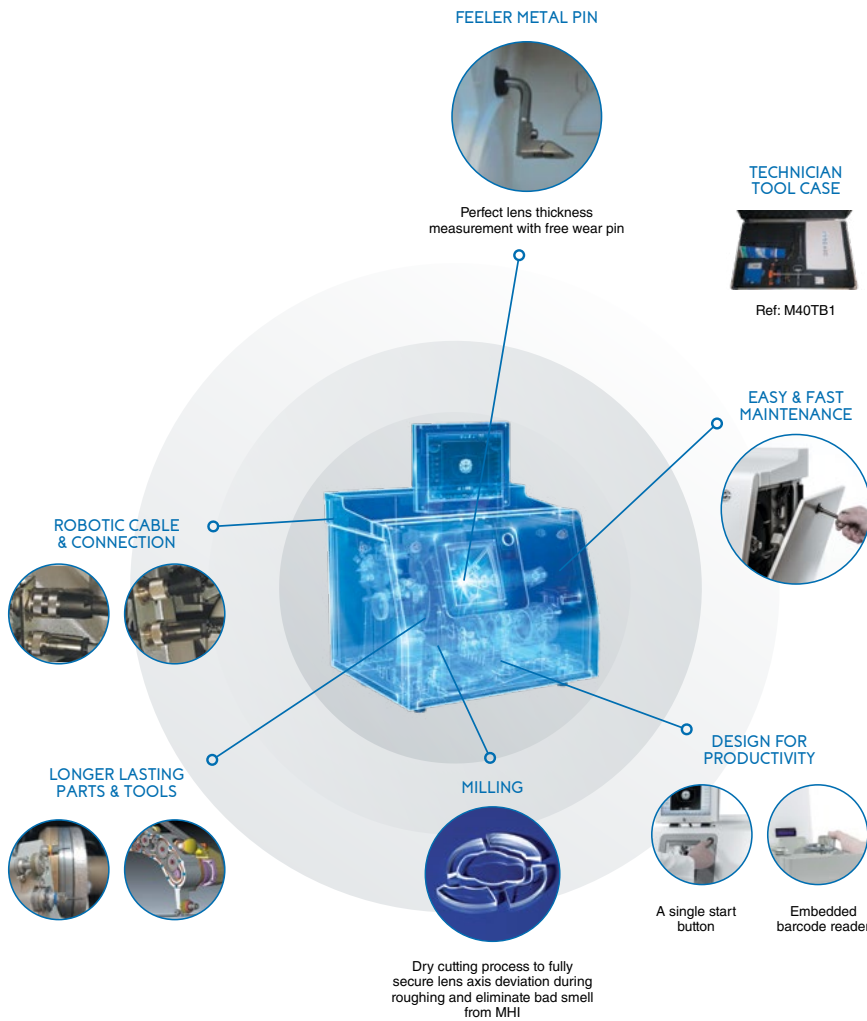 FEELER METAL PIN
Perfect lens thickness
measurement with free wear pin
TECHNICIAN
TOOL CASE
Ref: M40TB1
EASY & FAST
MAINTENANCE
ROBOTIC CABLE
& CONNECTION
LONGER LASTING
PARTS & TOOLS
MILLING
Dry cutting process to fully
secure lens axis deviation during
roughing and eliminate bad smell
from MHI
DESIGN FOR
PRODUCTIVITY
A single start
button
Embedded
barcode reader